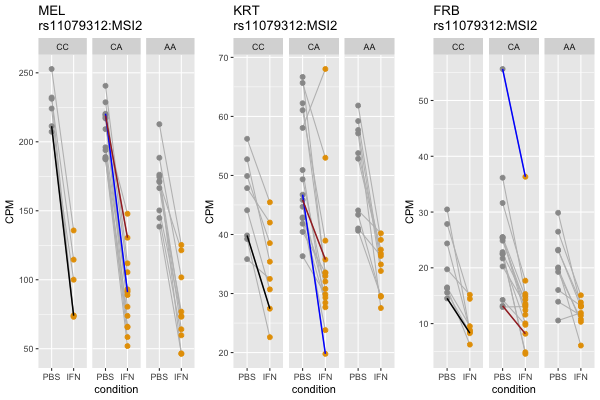 MEL
rs11079312:MSI2
CC
CA
AA
250
200
150
100
50
CPM
PBS IFN
PBS IFN
PBS IFN
condition
KRT
rs11079312:MSI2
CC
CA
AA
70
60
50
40
30
20
CPM
PBS IFN
PBS IFN
PBS IFN
condition
FRB
rs11079312:MSI2
CC
CA
AA
50
40
30
20
10
CPM
PBS IFN
PBS IFN
PBS IFN
condition